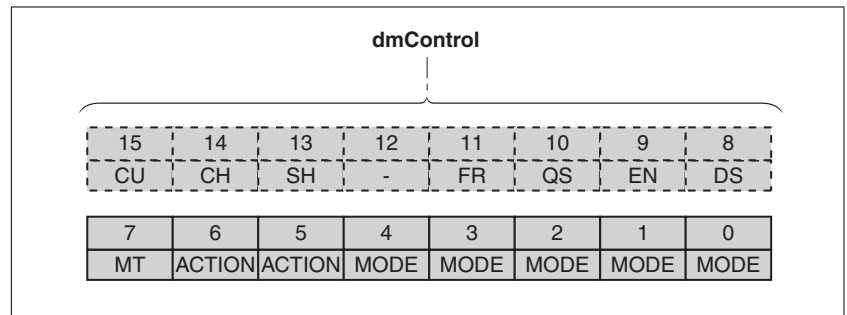 dmControl
15 14 13 12 11 10 9 8
CU CH SH - FR QS EN DS
7 6 5 4 3 2 1 0
MT ACTION ACTION MODE MODE MODE MODE MODE